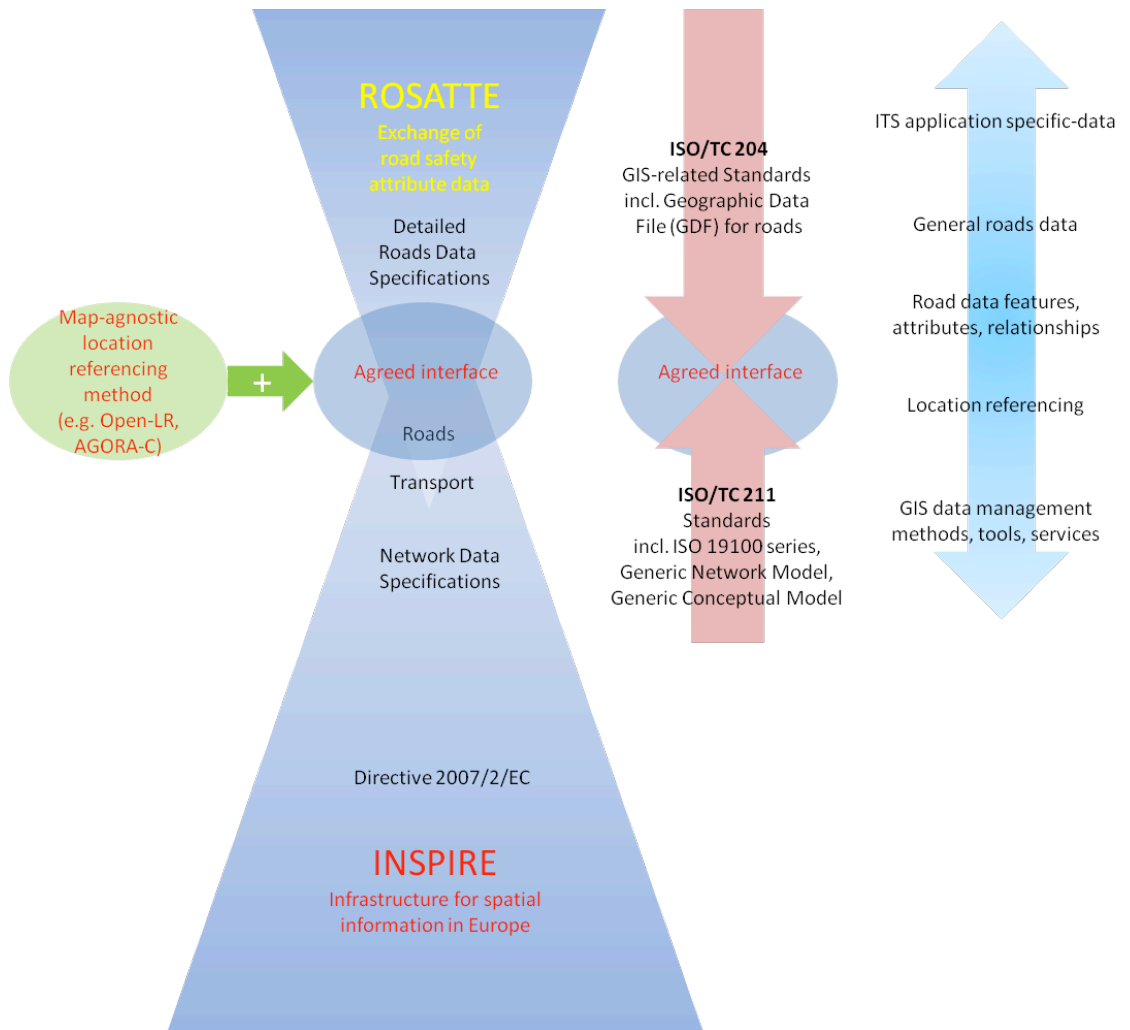 ROSATTE
Exchange of
road safety
attribute data
Detailed
Roads Data
Specifications
Map-agnostic
location
referencing
method
(e.g. Open-LR,
AGORA-C)
+
Agreed interface
Roads
Transport
Network Data
Specifications
Directive 2007/2/EC
INSPIRE
Infrastructure for spatial
information in Europe
ISO/TC 204
GIS-related Standards
incl. Geographic Data
File (GDF) for roads
Agreed interface
ISO/TC 211
Standards
incl. ISO 19100 series,
Generic Network Model,
Generic Conceptual Model
ITS application specific-data
General roads data
Road data features,
attributes, relationships
Location referencing
GIS data management
methods, tools, services